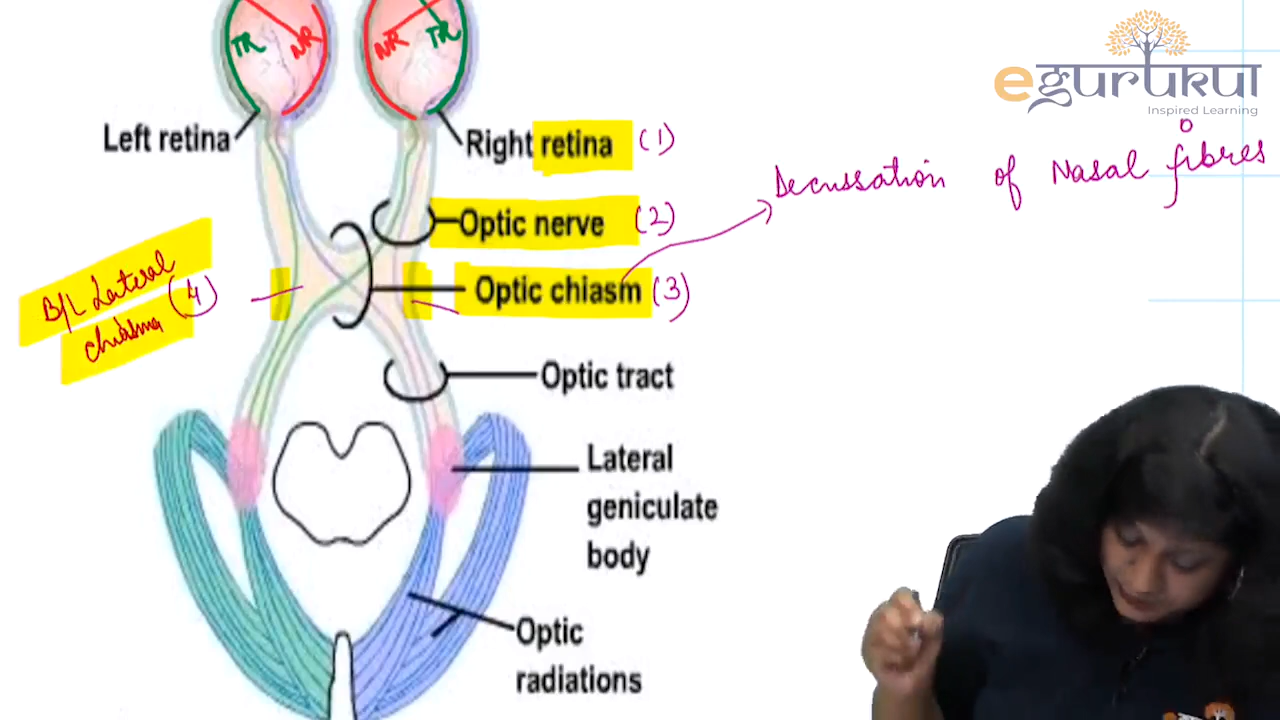 TR NR NR TR
egurukul
Inspired Learning
Left retina
Right retina (1)
Decussation of Nasal fibres
Optic nerve (2)
B/L Lateral
chiasma (4)
Optic chiasm (3)
Optic tract
Lateral
geniculate
body
Optic
radiations